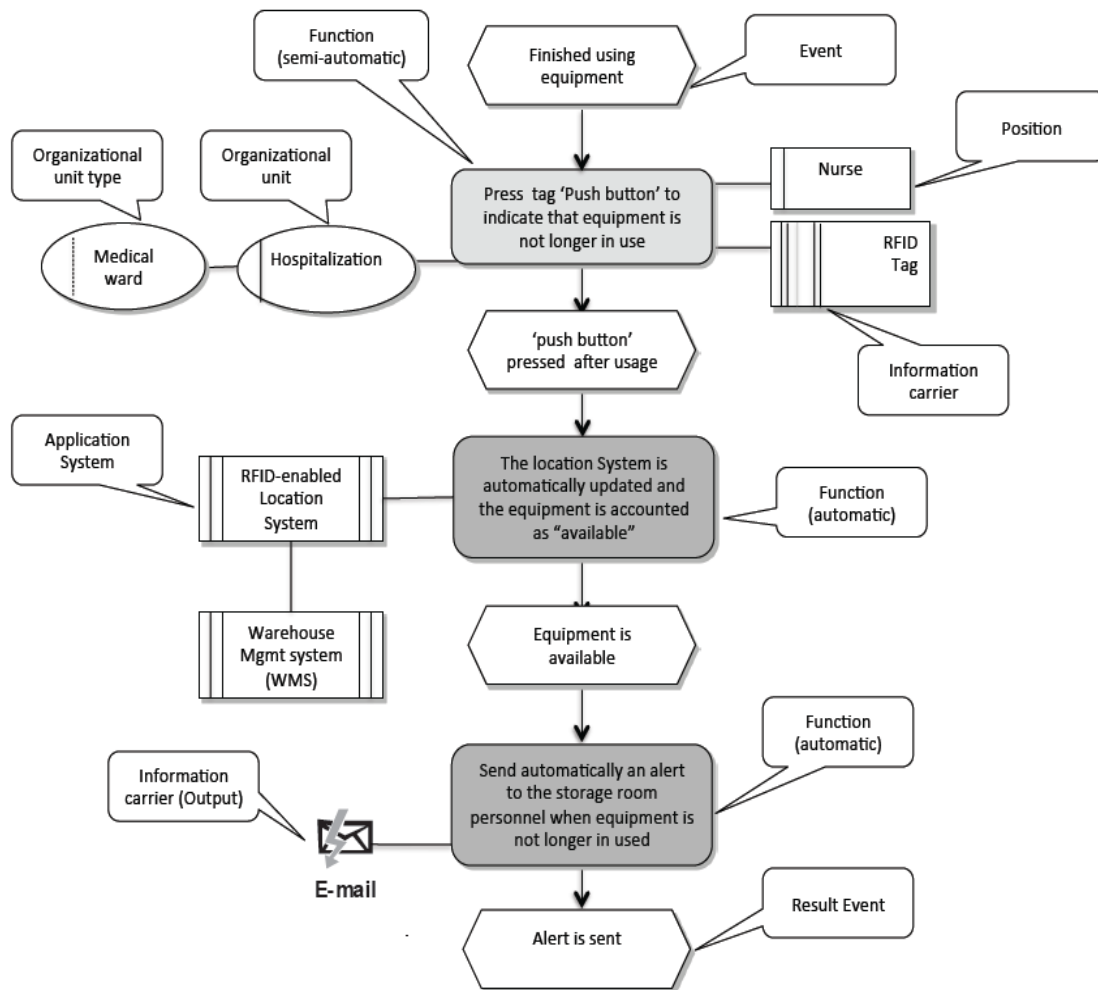 Function
(semi-automatic)
Finished using
equipment
Event
Position
Organizational
unit type
Organizational
unit
Press tag ‘Push button’ to
indicate that equipment is
not longer in use
Nurse
Medical
ward
Hospitalization
RFID
Tag
‘push button’
pressed after usage
Information
carrier
Application
System
RFID-enabled
Location
System
The location System is
automatically updated and
the equipment is accounted
as “available”
Function
(automatic)
Warehouse
Mgmt system
(WMS)
Equipment is
available
Function
(automatic)
Information
carrier (Output)
Send automatically an alert
to the storage room
personnel when equipment is
not longer in used
E-mail
Alert is sent
Result Event